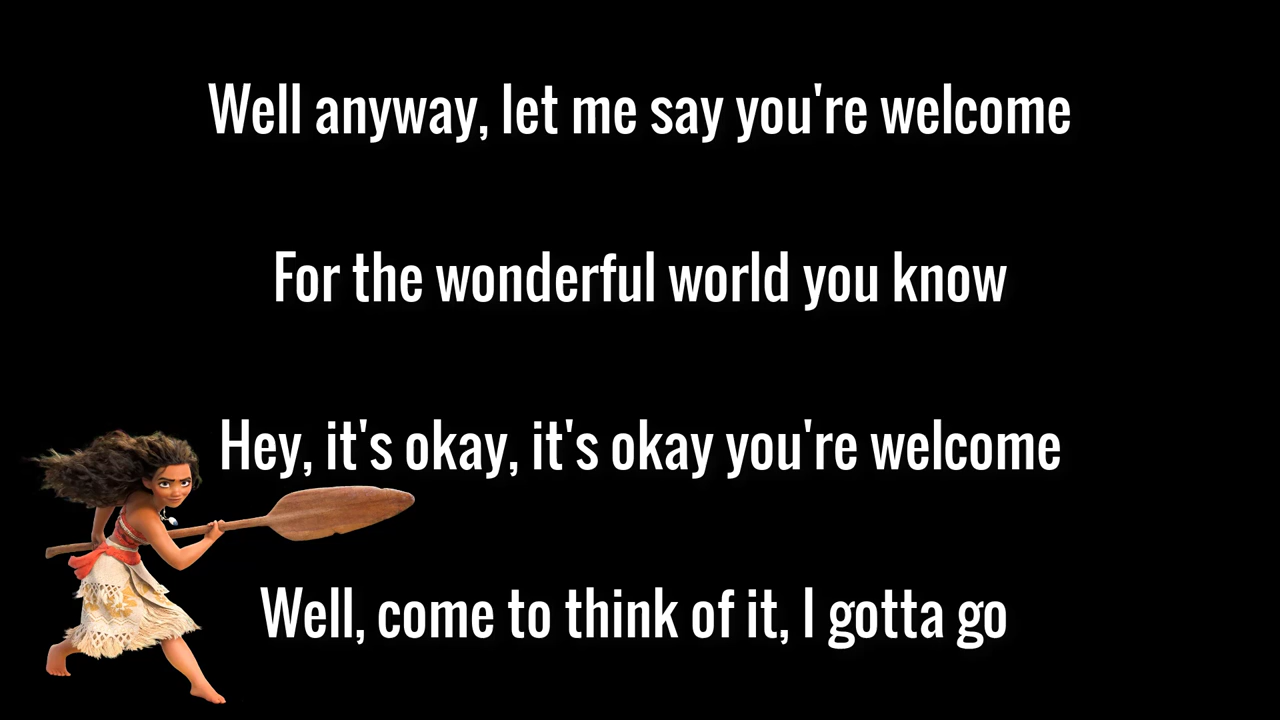 Well anyway, let me say you're welcome
For the wonderful world you know
Hey, it's okay, it's okay you're welcome
Well, come to think of it, I gotta go